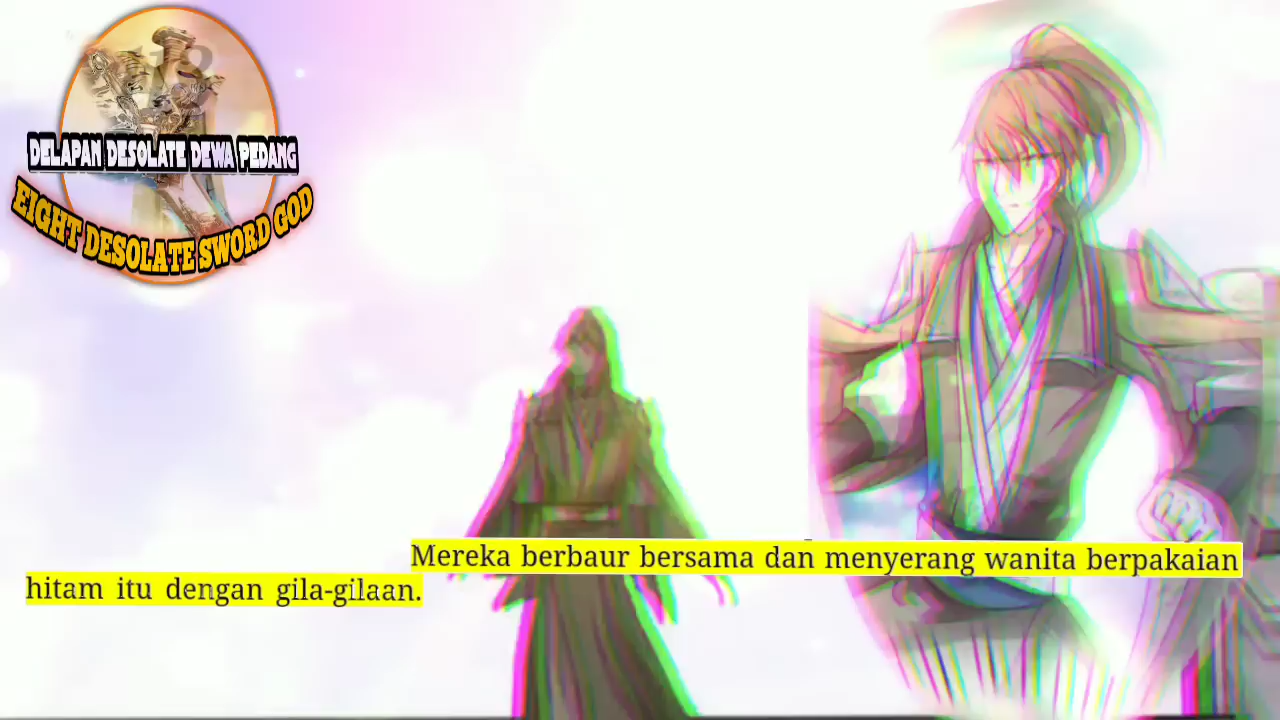 DELAPAN DESOLATE DEWA PEDANG
EIGHT DESOLATE SWORD GOD
Mereka berbaur bersama dan menyerang wanita berpakaian
hitam itu dengan gila-gilaan.